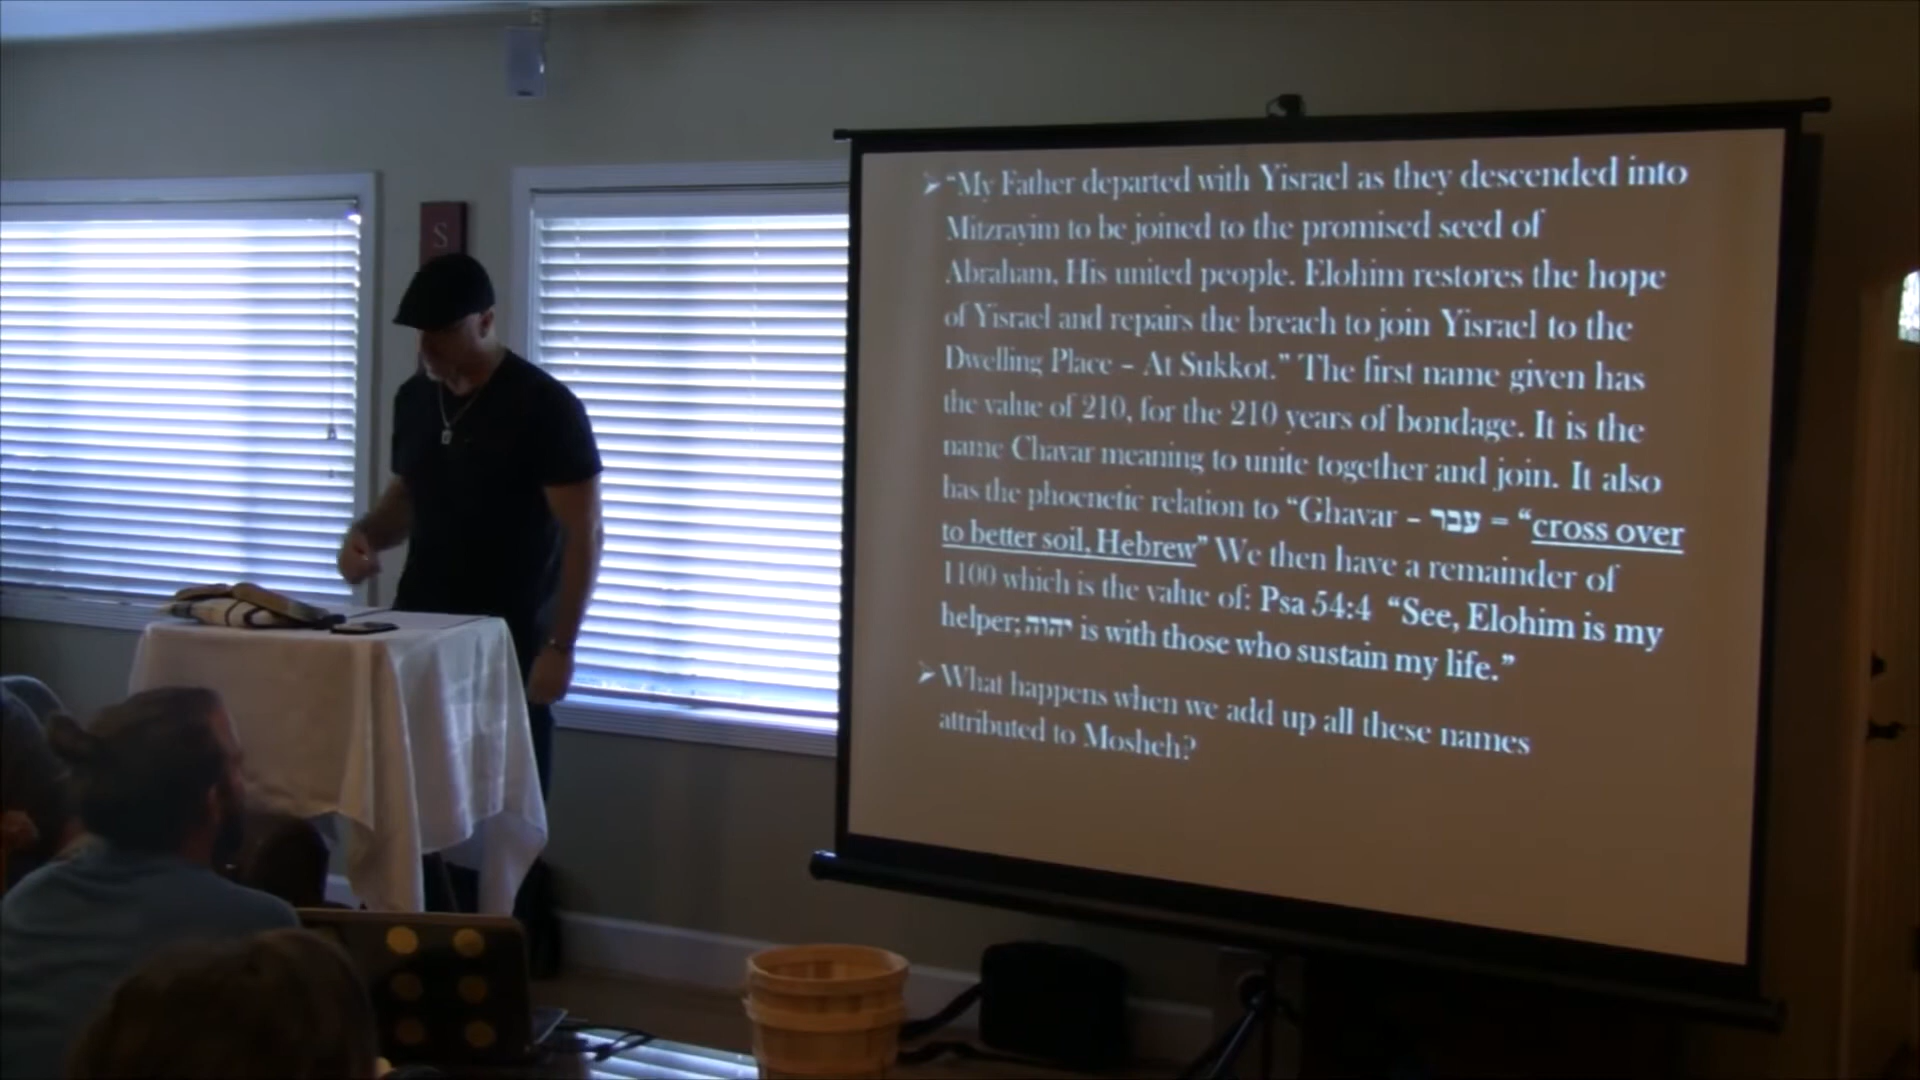 S
➤ “My Father departed with Yisrael as they descended into
Mitzrayim to be joined to the promised seed of
Abraham, His united people. Elohim restores the hope
of Yisrael and repairs the breach to join Yisrael to the
Dwelling Place – At Sukkot.” The first name given has
the value of 210, for the 210 years of bondage. It is the
name Chavar meaning to unite together and join. It also
has the phoenetic relation to “Ghavar – עבר = “cross over
to better soil, Hebrew” We then have a remainder of
1100 which is the value of: Psa 54:4 “See, Elohim is my
helper; יהוה is with those who sustain my life.”
➤ What happens when we add up all these names
attributed to Mosheh?